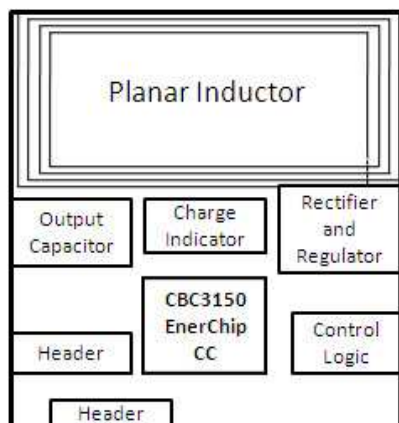 Planar Inductor
Output
Capacitor
Charge
Indicator
Rectifier
and
Regulator
CBC3150
EnerChip
CC
Header
Control
Logic
Header